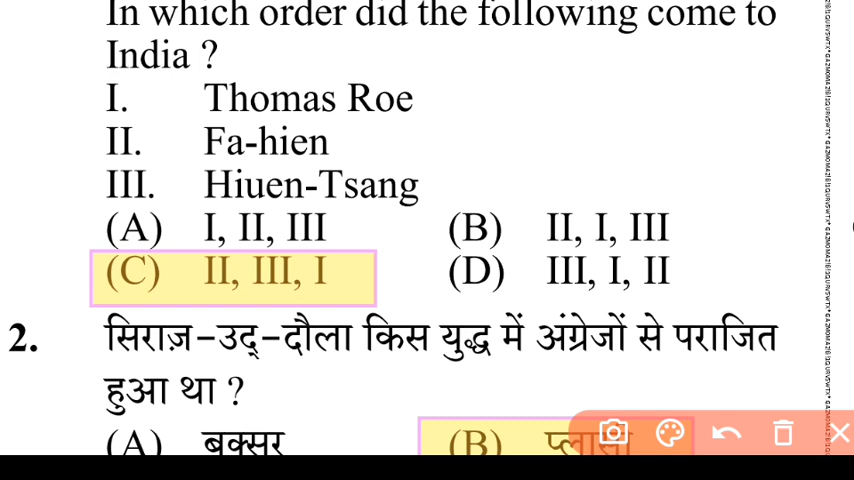 In which order did the following come to
India ?
I. Thomas Roe
II. Fa-hien
III. Hiuen-Tsang
(A) I, II, III (B) II, I, III
(C) II, III, I (D) III, I, II
2. सिराज़-उद्-दौला किस युद्ध में अंग्रेजों से पराजित
हुआ था ?
(A) बक्सर (B) प्लासी